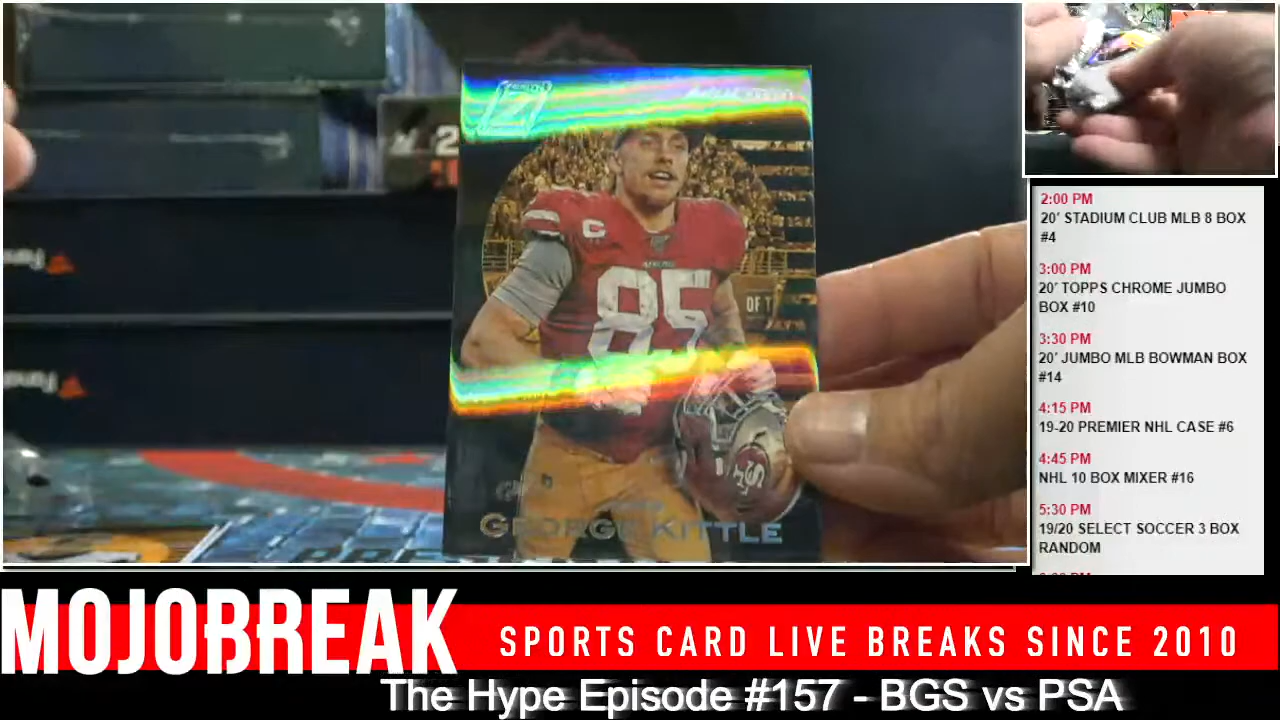 ZENITH
Z
C
85
OF T
SF
GEORGE KITTLE
2:00 PM
20' STADIUM CLUB MLB 8 BOX
#4
3:00 PM
20' TOPPS CHROME JUMBO
BOX #10
3:30 PM
20' JUMBO MLB BOWMAN BOX
#14
4:15 PM
19-20 PREMIER NHL CASE #6
4:45 PM
NHL 10 BOX MIXER #16
5:30 PM
19/20 SELECT SOCCER 3 BOX
RANDOM
MOJOBREAK
SPORTS CARD LIVE BREAKS SINCE 2010
The Hype Episode #157 - BGS vs PSA